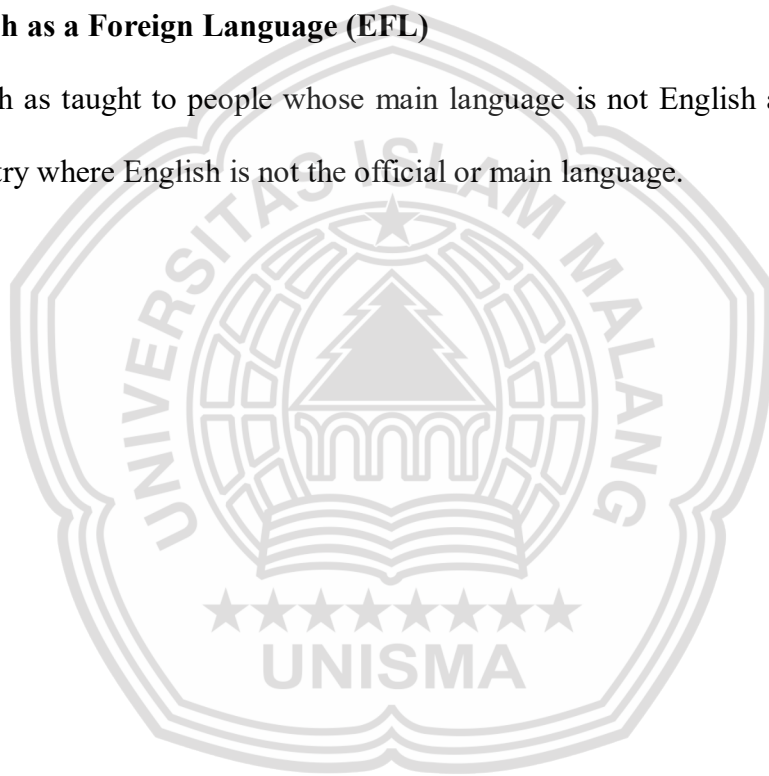 h as a Foreign Language (EFL)
h as taught to people whose main language is not English a
try where English is not the official or main language.
UNIVERSITAS ISLAM MALANG
UNISMA